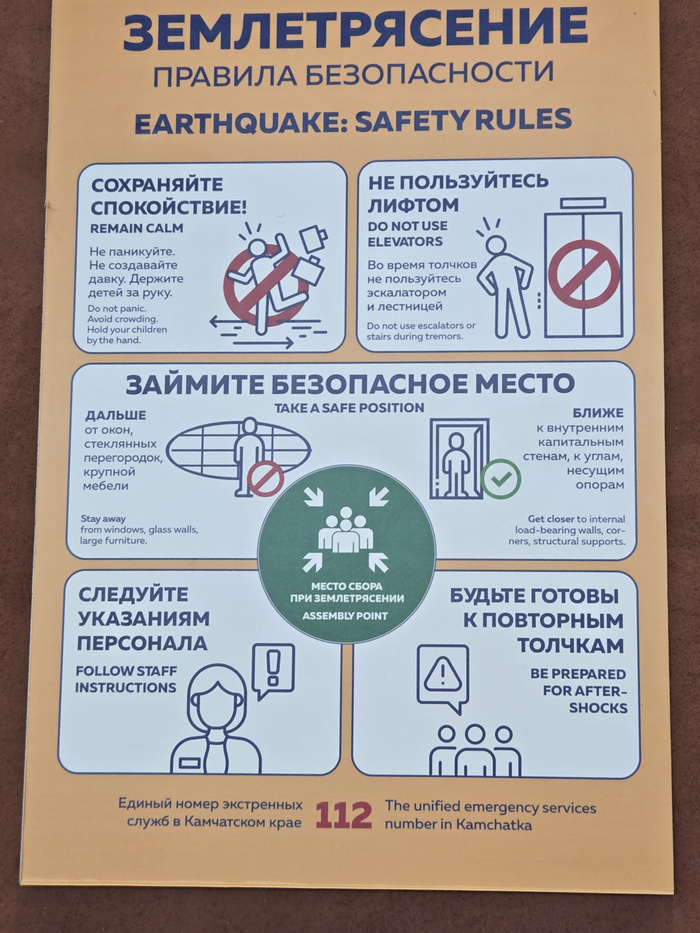 ЗЕМЛЕТРЯСЕНИЕ
ПРАВИЛА БЕЗОПАСНОСТИ
EARTHQUAKE: SAFETY RULES
СОХРАНЯЙТЕ
СПОКОЙСТВИЕ!
REMAIN CALM
Не паникуйте.
Не создавайте
давку. Держите
детей за руку.
Do not panic.
Avoid crowding.
Hold your children
by the hand.
НЕ ПОЛЬЗУЙТЕСЬ
ЛИФТОМ
DO NOT USE
ELEVATORS
Во время толчков
не пользуйтесь
эскалатором
и лестницей
Do not use escalators or
stairs during tremors.
ЗАЙМИТЕ БЕЗОПАСНОЕ МЕСТО
TAKE A SAFE POSITION
ДАЛЬШЕ
от окон,
стеклянных
перегородок,
крупной
мебели
Stay away
from windows, glass walls,
large furniture.
БЛИЖЕ
к внутренним
капитальным
стенам, к углам,
несущим
опорам
Get closer to internal
load-bearing walls, cor-
ners, structural supports.
МЕСТО СБОРА
ПРИ ЗЕМЛЕТРЯСЕНИИ
ASSEMBLY POINT
СЛЕДУЙТЕ
УКАЗАНИЯМ
ПЕРСОНАЛА
FOLLOW STAFF
INSTRUCTIONS
БУДЬТЕ ГОТОВЫ
К ПОВТОРНЫМ
ТОЛЧКАМ
BE PREPARED
FOR AFTER-
SHOCKS
Единый номер экстренных
служб в Камчатском крае
112
The unified emergency services
number in Kamchatka